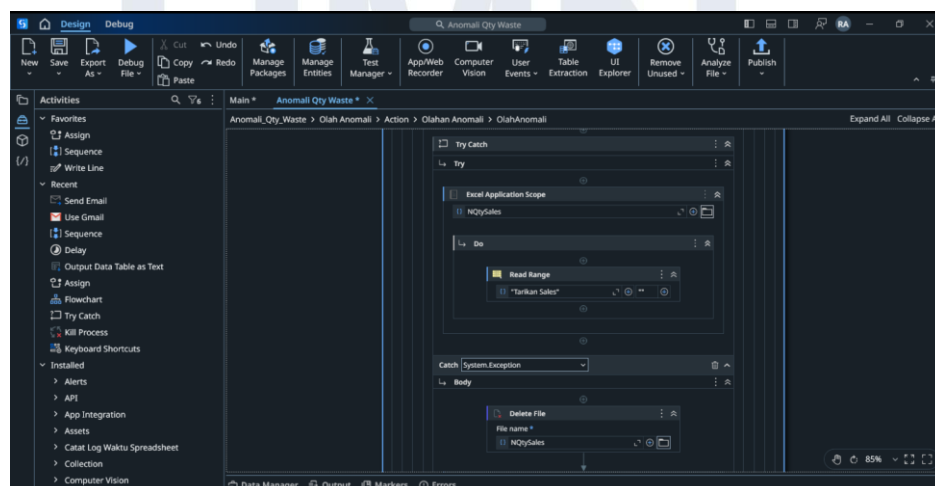 Design Debug Anomali Qty Waste RA
New Save Export As Debug File Cut Copy Paste Undo Redo Manage Packages Manage Entities Test Manager App/Web Recorder Computer Vision User Events Table Extraction UI Explorer Remove Unused Analyze File Publish
Activities
Main * Anomali Qty Waste *
Anomali_Qty_Waste > Olah Anomali > Action > Olahan Anomali > OlahAnomali Expand All Collapse A
Favorites
Assign
Sequence
Write Line
Recent
Send Email
Use Gmail
Sequence
Delay
Output Data Table as Text
Assign
Flowchart
Try Catch
Kill Process
Keyboard Shortcuts
Installed
Alerts
API
App Integration
Assets
Catat Log Waktu Spreadsheet
Collection
Computer Vision
Try Catch
Try
Excel Application Scope
NQtySales
Do
Read Range
"Tarikan Sales" ""
Catch System.Exception
Body
Delete File
File name *
NQtySales
85%
Data Manager Output Markers Errors